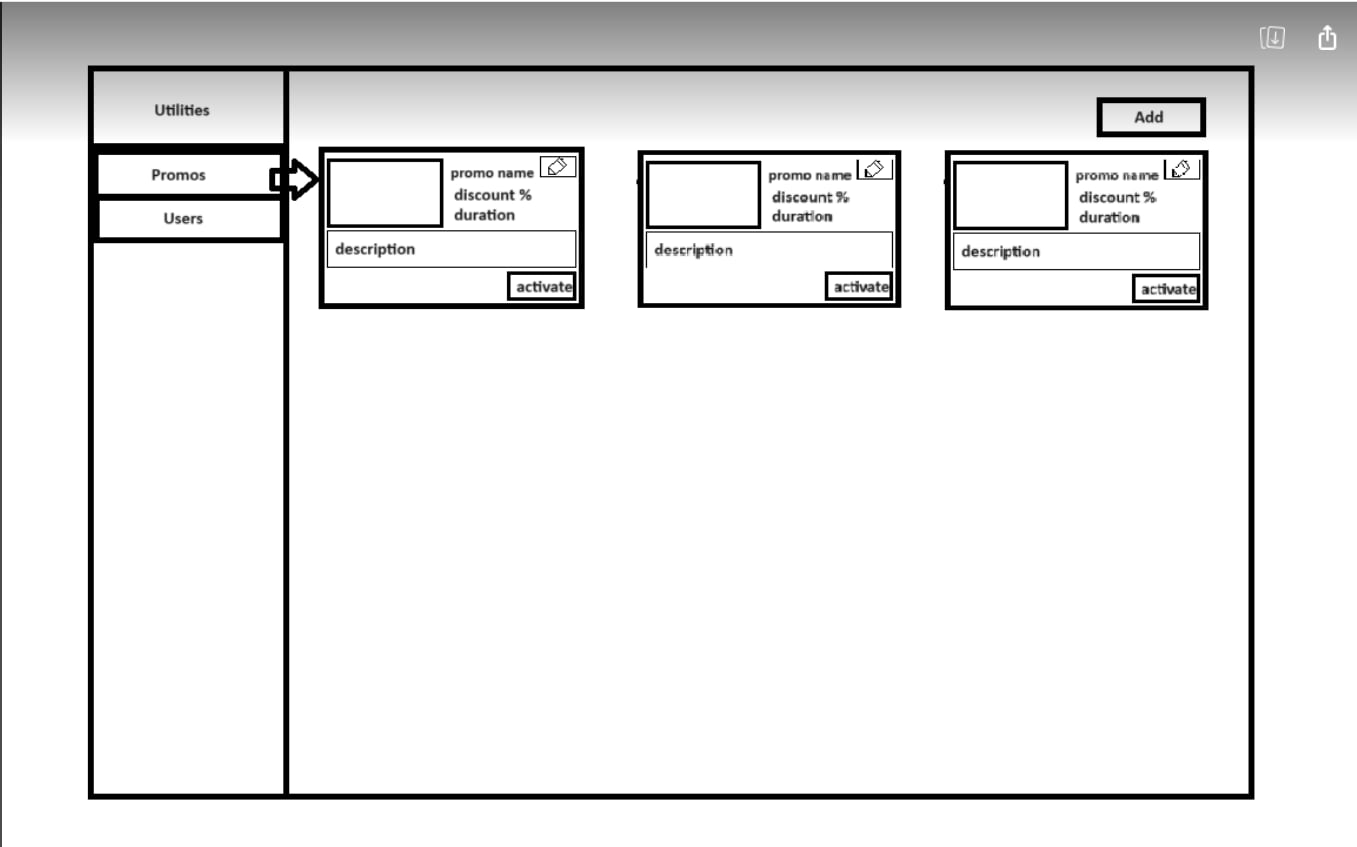 Utilities
Add
Promos
Users
promo name
discount %
duration
description
activate
promo name
discount %
duration
description
activate
promo name
discount %
duration
description
activate